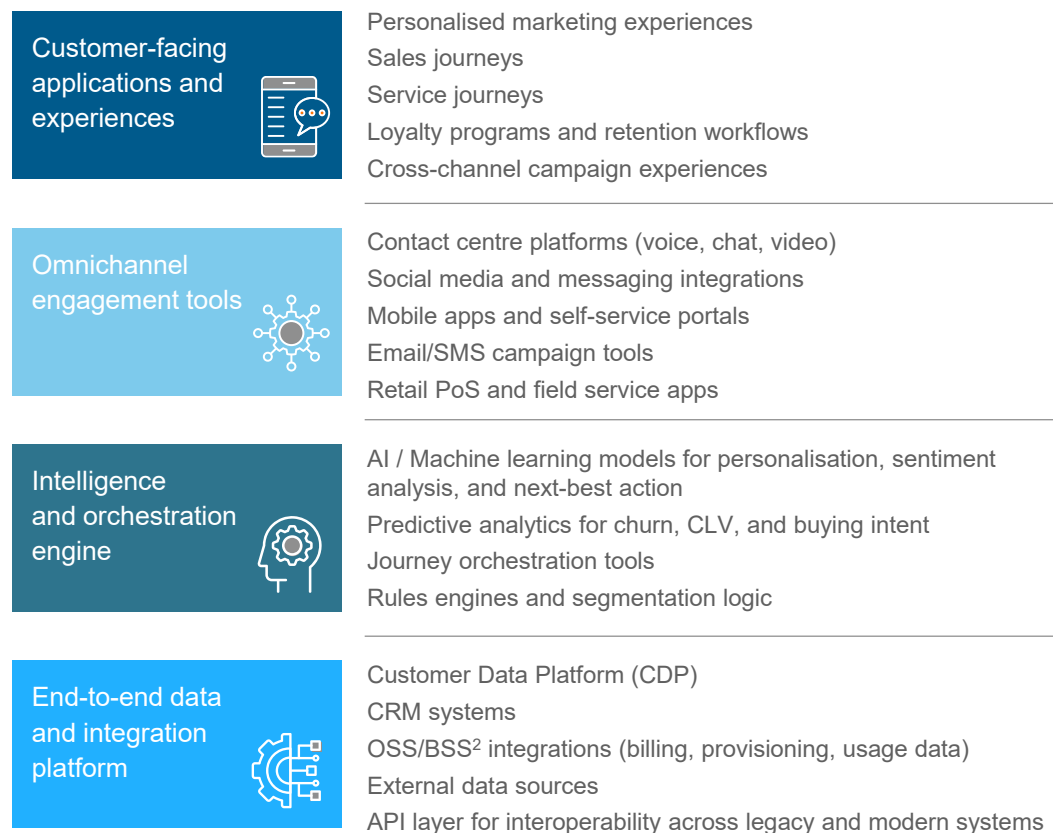 Customer-facing
applications and
experiences
Personalised marketing experiences
Sales journeys
Service journeys
Loyalty programs and retention workflows
Cross-channel campaign experiences
Omnichannel
engagement tools
Contact centre platforms (voice, chat, video)
Social media and messaging integrations
Mobile apps and self-service portals
Email/SMS campaign tools
Retail PoS and field service apps
Intelligence
and orchestration
engine
AI / Machine learning models for personalisation, sentiment
analysis, and next-best action
Predictive analytics for churn, CLV, and buying intent
Journey orchestration tools
Rules engines and segmentation logic
End-to-end data
and integration
platform
Customer Data Platform (CDP)
CRM systems
OSS/BSS² integrations (billing, provisioning, usage data)
External data sources
API layer for interoperability across legacy and modern systems